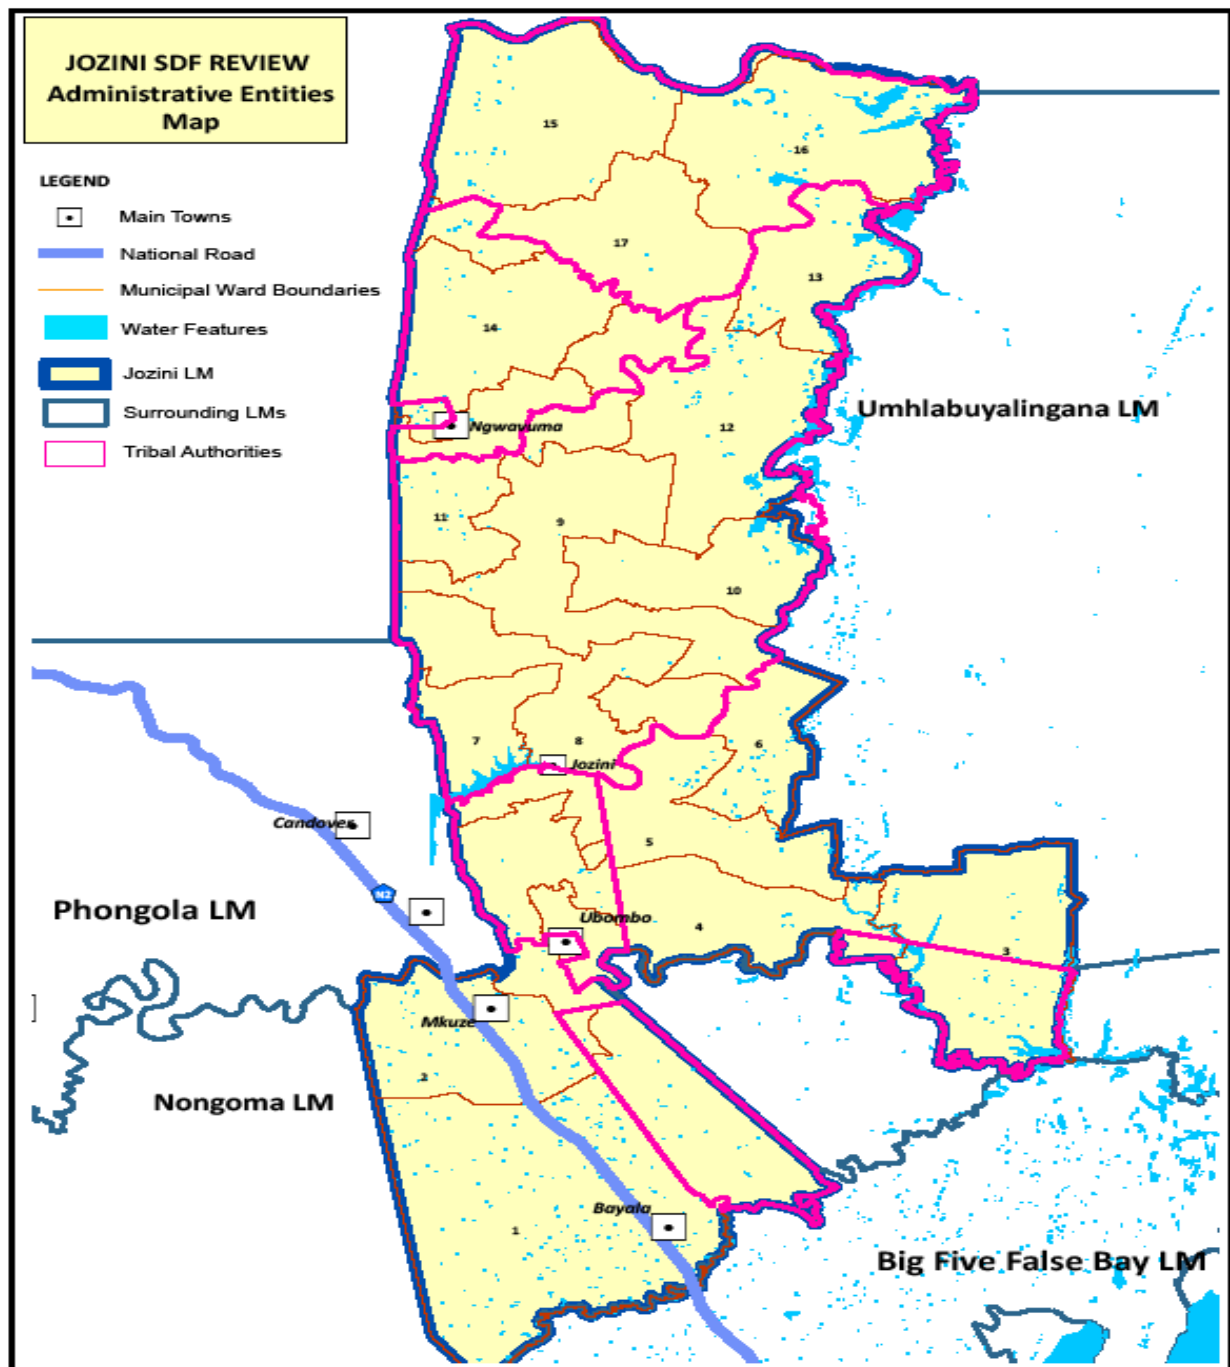 JOZINI SDF REVIEW
Administrative Entities
Map
LEGEND
Main Towns
National Road
Municipal Ward Boundaries
Water Features
Jozini LM
Surrounding LMs
Tribal Authorities
15
16
17
13
14
Umhlabuyalingana LM
Ngwavuma
12
11
9
10
7
8
6
Jozini
Candover
5
N2
Phongola LM
Ubombo
4
3
Mkuze
2
Nongoma LM
Bayala
1
Big Five False Bay LM